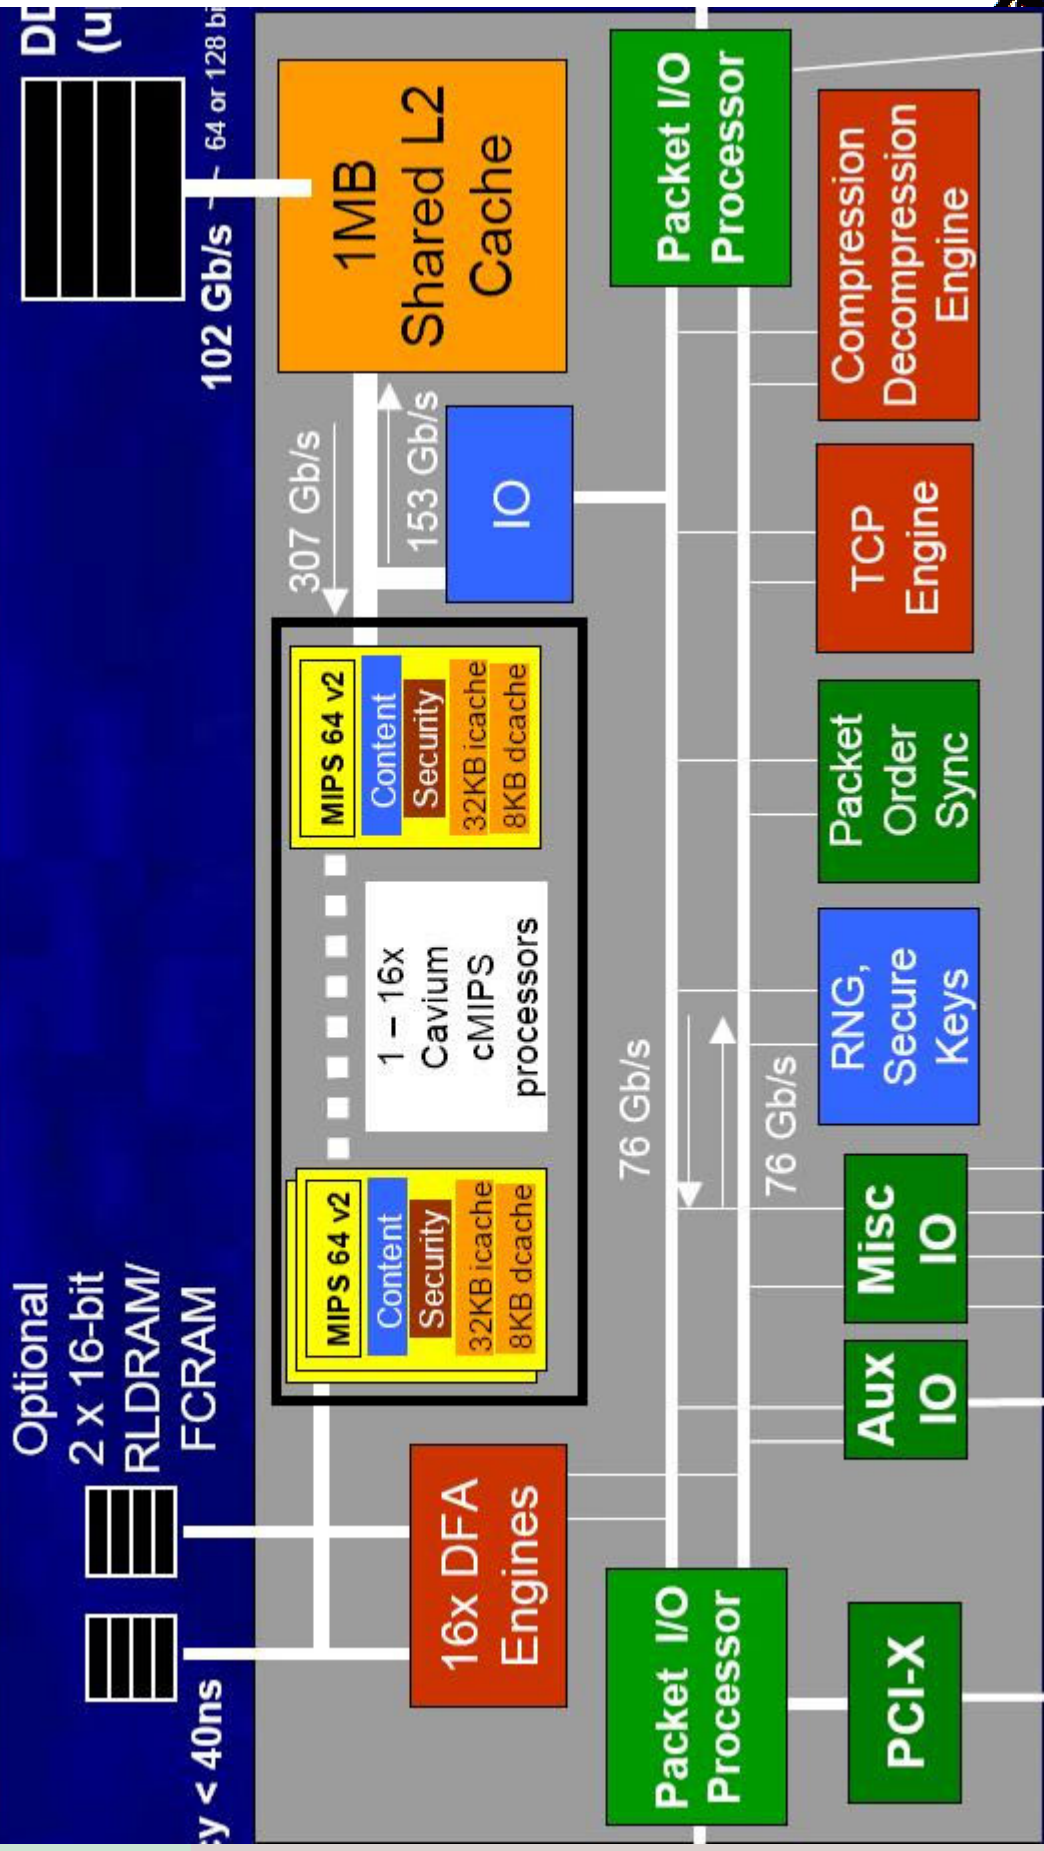 Optional
2 x 16-bit
RLDRAM/
FCRAM
< 40ns
102 Gb/s
64 or 128
MIPS 64 v2
Content
Security
32KB icache
8KB dcache
1 – 16x
Cavium
cMIPS
processors
MIPS 64 v2
Content
Security
32KB icache
8KB dcache
307 Gb/s
153 Gb/s
1MB
Shared L2
Cache
IO
16x DFA
Engines
Packet I/O
Processor
76 Gb/s
76 Gb/s
Packet I/O
Processor
PCI-X
Aux
IO
Misc
IO
RNG,
Secure
Keys
Packet
Order
Sync
TCP
Engine
Compression
Decompression
Engine